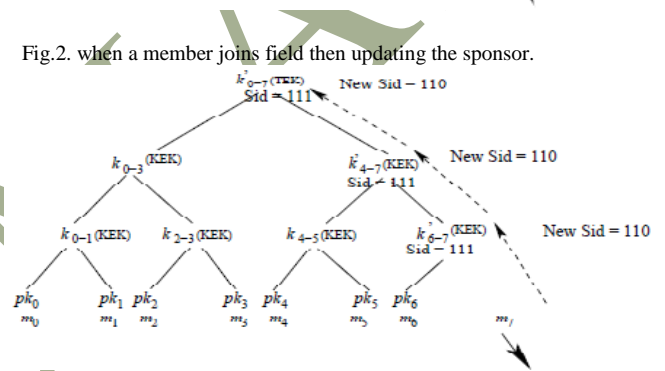 Fig.2. when a member joins field then updating the sponsor.
k'0-7(TEK) New Sid – 110
Sid = 111
k0-3(KEK) k'4-7(KEK) New Sid = 110
Sid = 111
k0-1(KEK) k2-3(KEK) k4-5(KEK) k'6-7(KEK) New Sid = 110
Sid – 111
pk0 pk1 pk2 pk3 pk4 pk5 pk6
m0 m1 m2 m3 m4 m5 m6 m7